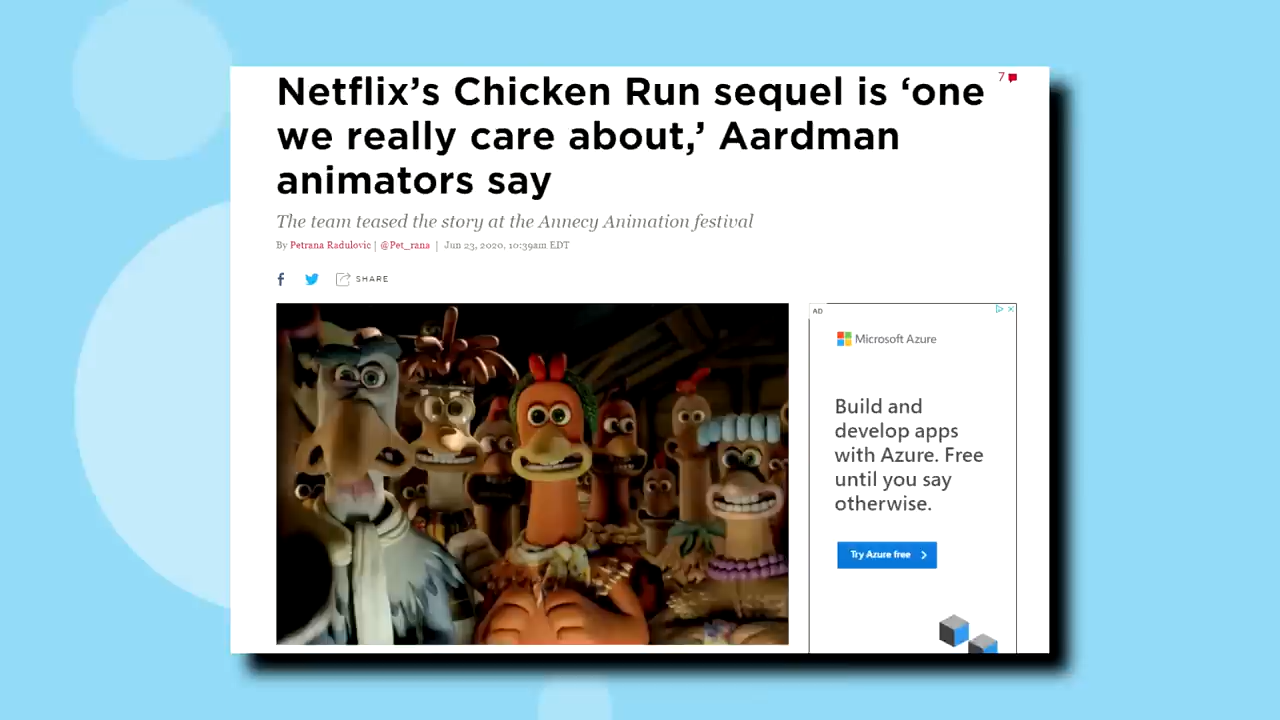 Netflix’s Chicken Run sequel is ‘one
we really care about,’ Aardman
animators say
7
The team teased the story at the Annecy Animation festival
By Petrana Radulovic | @Pet_rana | Jun 23, 2020, 10:39am EDT
SHARE
AD
Microsoft Azure
Build and
develop apps
with Azure. Free
until you say
otherwise.
Try Azure free